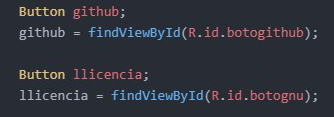 Button github;
github = findViewById(R.id.botogithub);
Button llicencia;
llicencia = findViewById(R.id.botognu);